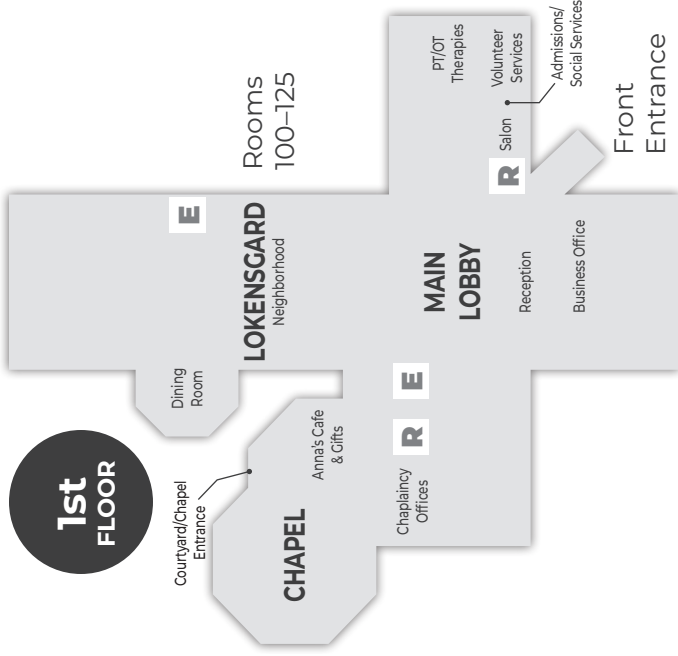 1st
FLOOR
Courtyard/Chapel
Entrance
CHAPEL
Anna's Cafe
& Gifts
Chaplaincy
Offices
R
E
Dining
Room
LOKENSGARD
Neighborhood
E
Rooms
100–125
MAIN
LOBBY
Reception
Business Office
R
Salon
PT/OT
Therapies
Volunteer
Services
Admissions/
Social Services
Front
Entrance